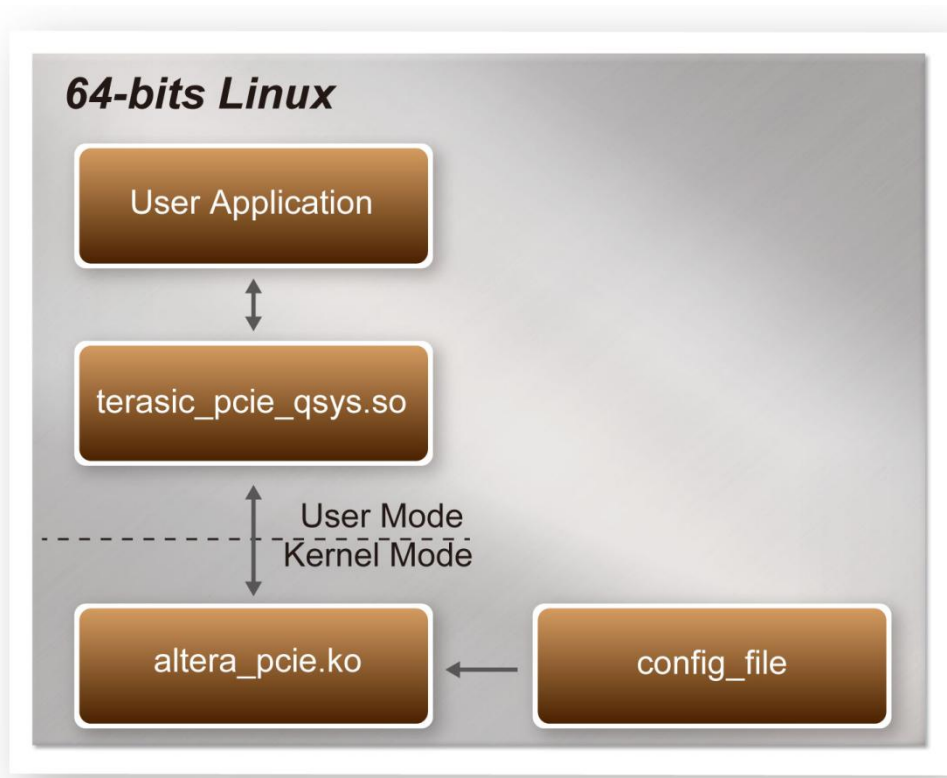 64-bits Linux
User Application
terasic_pcie_qsys.so
User Mode
Kernel Mode
altera_pcie.ko
config_file